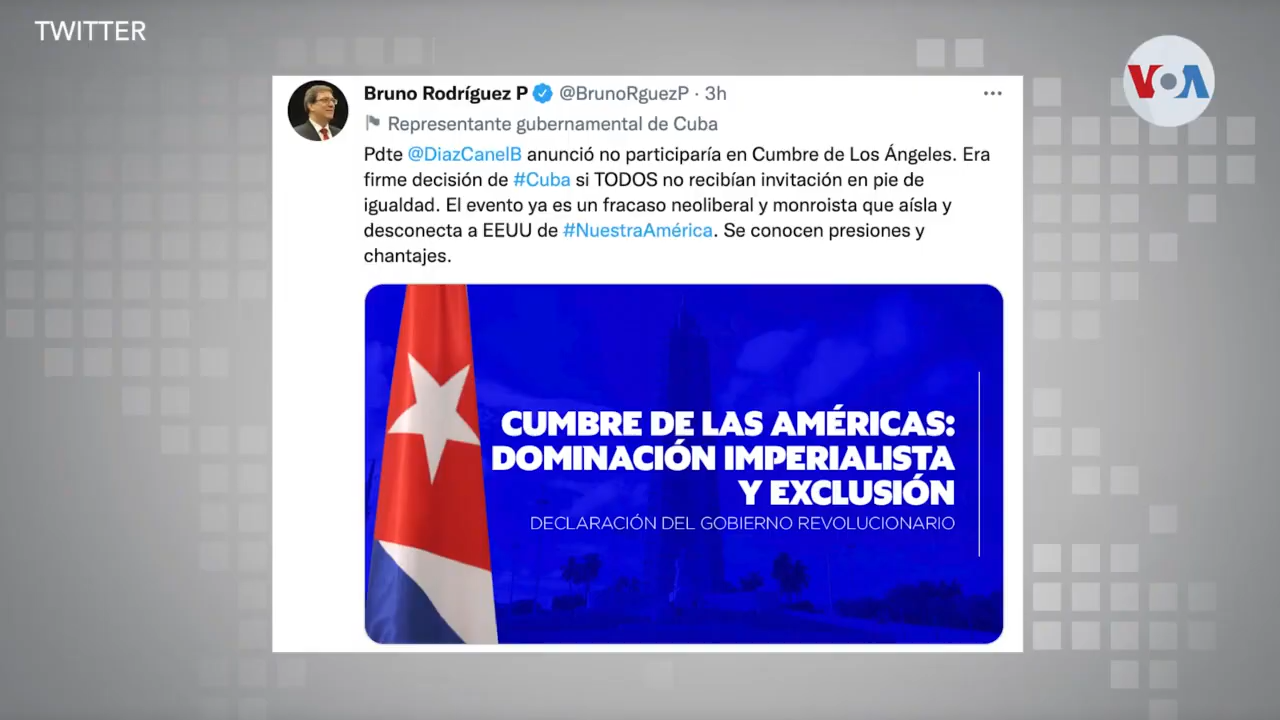 TWITTER
VOA
Bruno Rodríguez P @BrunoRguezP · 3h
Representante gubernamental de Cuba
Pdte @DiazCanelB anunció no participaría en Cumbre de Los Ángeles. Era
firme decisión de #Cuba si TODOS no recibían invitación en pie de
igualdad. El evento ya es un fracaso neoliberal y monroista que aísla y
desconecta a EEUU de #NuestraAmérica. Se conocen presiones y
chantajes.
CUMBRE DE LAS AMÉRICAS:
DOMINACIÓN IMPERIALISTA
Y EXCLUSIÓN
DECLARACIÓN DEL GOBIERNO REVOLUCIONARIO